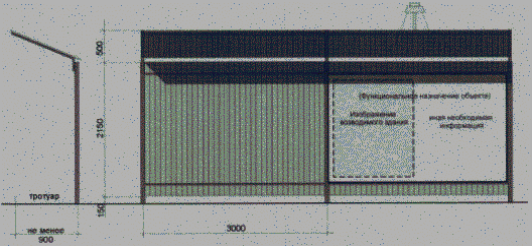 500
2150
150
(Функциональное назначение объекта)
Изображение
возводимого здания
иная необходимая
информация
тротуар
не менее
900
3000